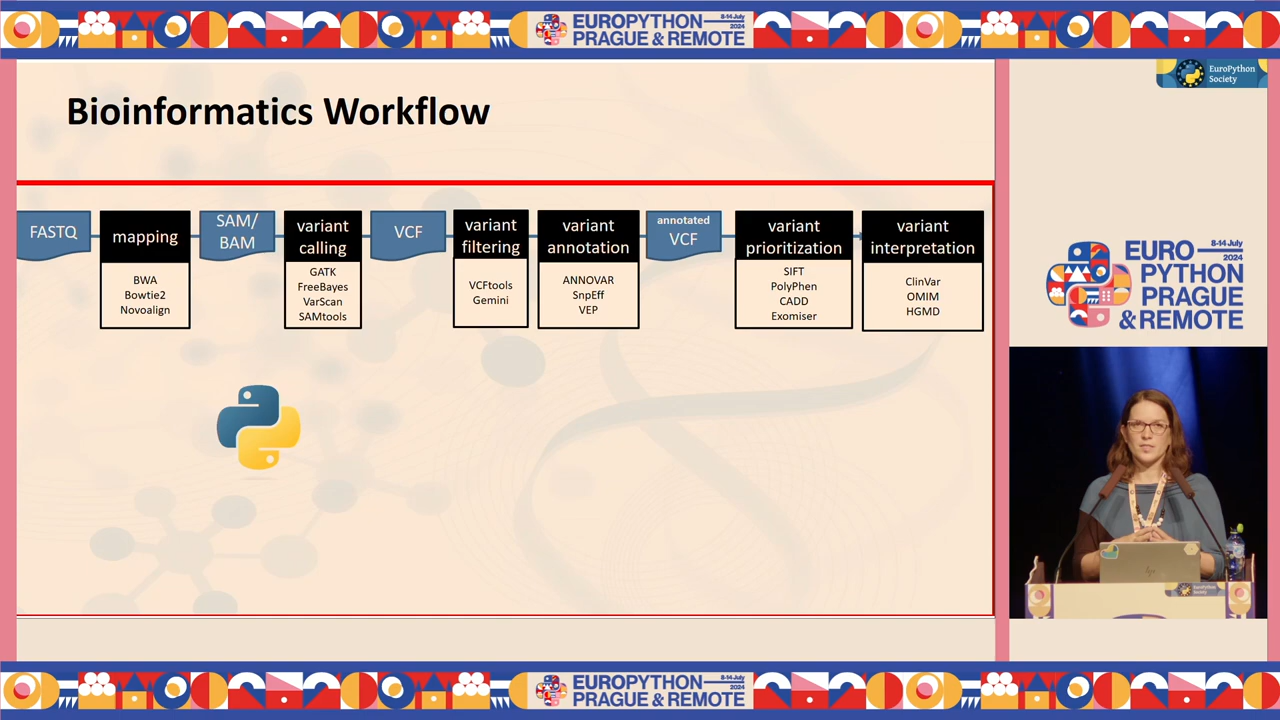 EUROPYTHON
8-14 July
2024
PRAGUE & REMOTE
EuroPython
Society
Bioinformatics Workflow
FASTQ
mapping
BWA
Bowtie2
Novoalign
SAM/
BAM
variant
calling
GATK
FreeBayes
VarScan
SAMtools
VCF
variant
filtering
VCFtools
Gemini
variant
annotation
ANNOVAR
SnpEff
VEP
annotated
VCF
variant
prioritization
SIFT
PolyPhen
CADD
Exomiser
variant
interpretation
ClinVar
OMIM
HGMD
EURO
8-14 July
2024
PYTHON
PRAGUE
& REMOTE
hp
EuroPython
Society
EUROPYTHON
8-14 July
2024
PRAGUE & REMOTE